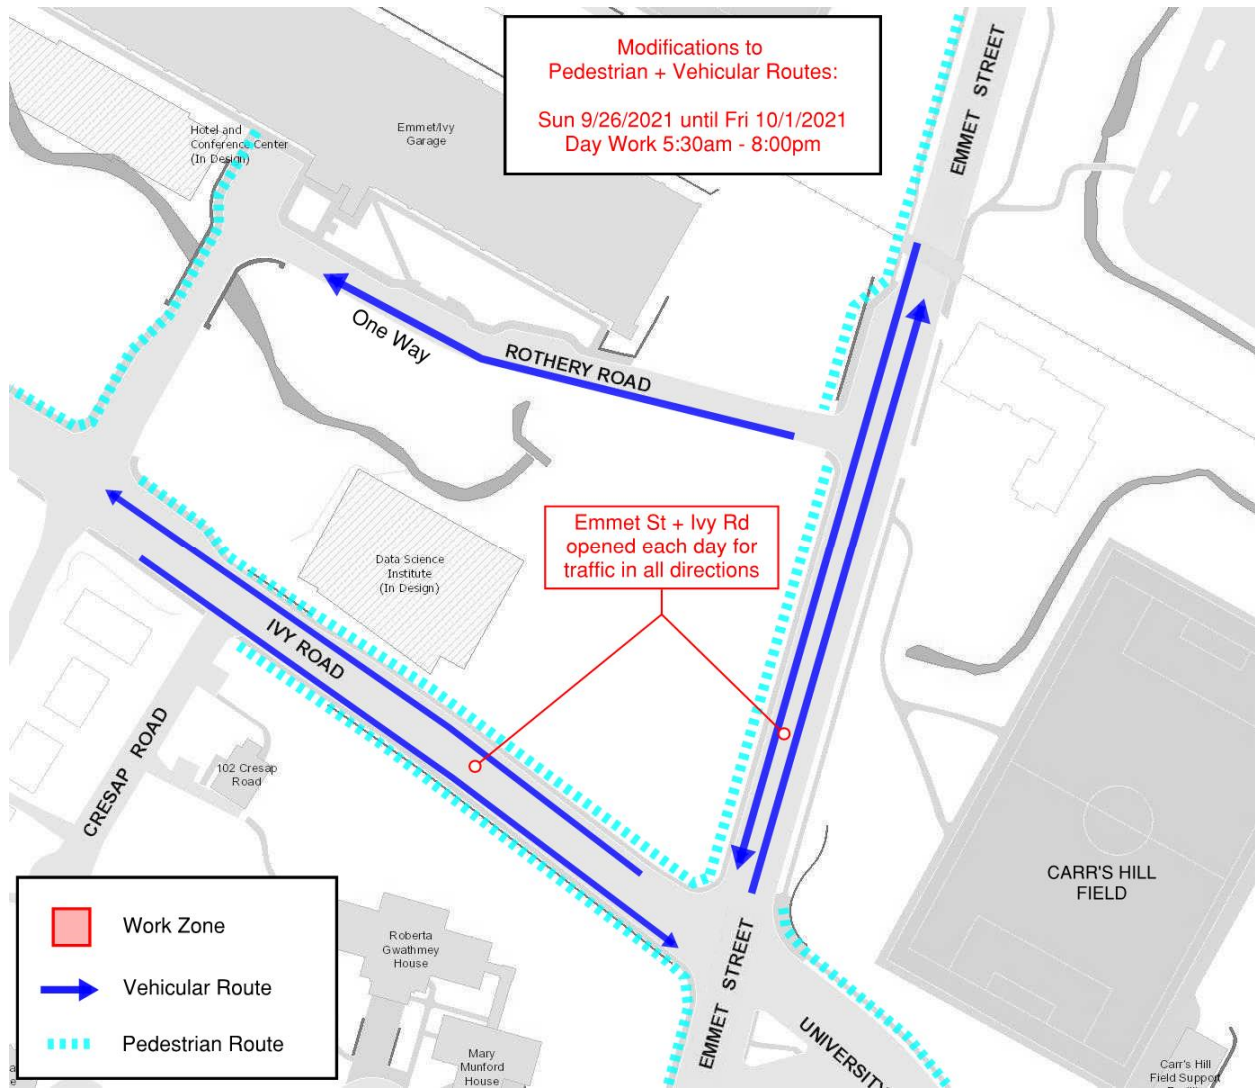 Modifications to
Pedestrian + Vehicular Routes:
Sun 9/26/2021 until Fri 10/1/2021
Day Work 5:30am - 8:00pm
EMMET STREET
Hotel and
Conference Center
(In Design)
Emmet/Ivy
Garage
One Way
ROTHERY ROAD
Emmet St + Ivy Rd
opened each day for
traffic in all directions
Data Science
Institute
(In Design)
IVY ROAD
CRESAP ROAD
102 Cresap
Road
CARR'S HILL
FIELD
Work Zone
Vehicular Route
Pedestrian Route
Roberta
Gwathmey
House
Mary
Munford
House
EMMET STREET
UNIVERSITY
Carr's Hill
Field Support